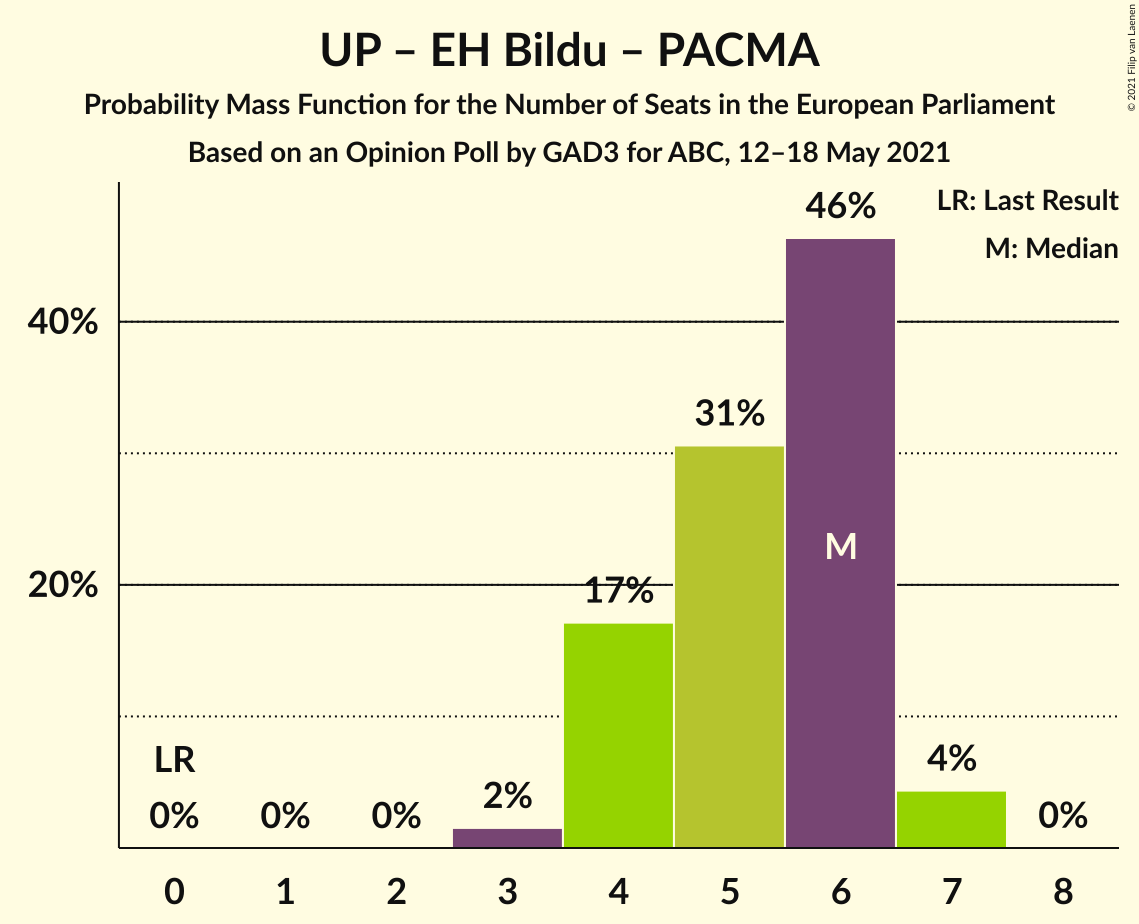 UP – EH Bildu – PACMA
Probability Mass Function for the Number of Seats in the European Parliament
Based on an Opinion Poll by GAD3 for ABC, 12–18 May 2021
© 2021 Filip van Laenen
LR: Last Result
M: Median
46%
40%
31%
M
20%
17%
LR
4%
2%
0%
0%
0%
0%
0 1 2 3 4 5 6 7 8